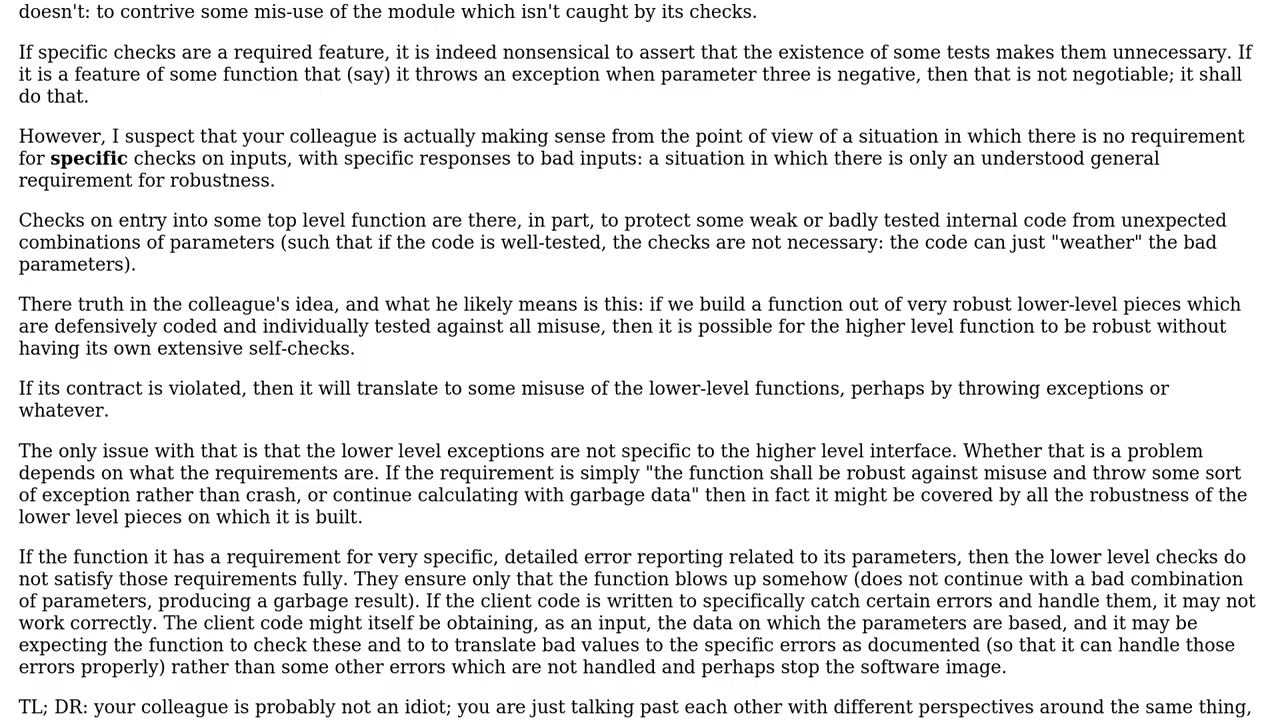 doesn't: to contrive some mis-use of the module which isn't caught by its checks.
If specific checks are a required feature, it is indeed nonsensical to assert that the existence of some tests makes them unnecessary. If
it is a feature of some function that (say) it throws an exception when parameter three is negative, then that is not negotiable; it shall
do that.
However, I suspect that your colleague is actually making sense from the point of view of a situation in which there is no requirement
for specific checks on inputs, with specific responses to bad inputs: a situation in which there is only an understood general
requirement for robustness.
Checks on entry into some top level function are there, in part, to protect some weak or badly tested internal code from unexpected
combinations of parameters (such that if the code is well-tested, the checks are not necessary: the code can just "weather" the bad
parameters).
There truth in the colleague's idea, and what he likely means is this: if we build a function out of very robust lower-level pieces which
are defensively coded and individually tested against all misuse, then it is possible for the higher level function to be robust without
having its own extensive self-checks.
If its contract is violated, then it will translate to some misuse of the lower-level functions, perhaps by throwing exceptions or
whatever.
The only issue with that is that the lower level exceptions are not specific to the higher level interface. Whether that is a problem
depends on what the requirements are. If the requirement is simply "the function shall be robust against misuse and throw some sort
of exception rather than crash, or continue calculating with garbage data" then in fact it might be covered by all the robustness of the
lower level pieces on which it is built.
If the function it has a requirement for very specific, detailed error reporting related to its parameters, then the lower level checks do
not satisfy those requirements fully. They ensure only that the function blows up somehow (does not continue with a bad combination
of parameters, producing a garbage result). If the client code is written to specifically catch certain errors and handle them, it may not
work correctly. The client code might itself be obtaining, as an input, the data on which the parameters are based, and it may be
expecting the function to check these and to to translate bad values to the specific errors as documented (so that it can handle those
errors properly) rather than some other errors which are not handled and perhaps stop the software image.
TL; DR: your colleague is probably not an idiot; you are just talking past each other with different perspectives around the same thing,